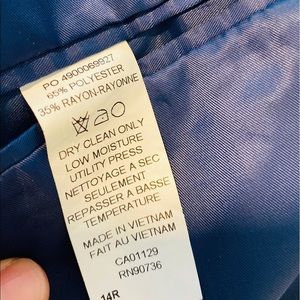 PO 4900069927
65% POLYESTER
35% RAYON-RAYONNE
DRY CLEAN ONLY
LOW MOISTURE
UTILITY PRESS
NETTOYAGE A SEC
SEULEMENT
REPASSER A BASSE
TEMPERATURE
MADE IN VIETNAM
FAIT AU VIETNAM
CA01129
RN90736
14R